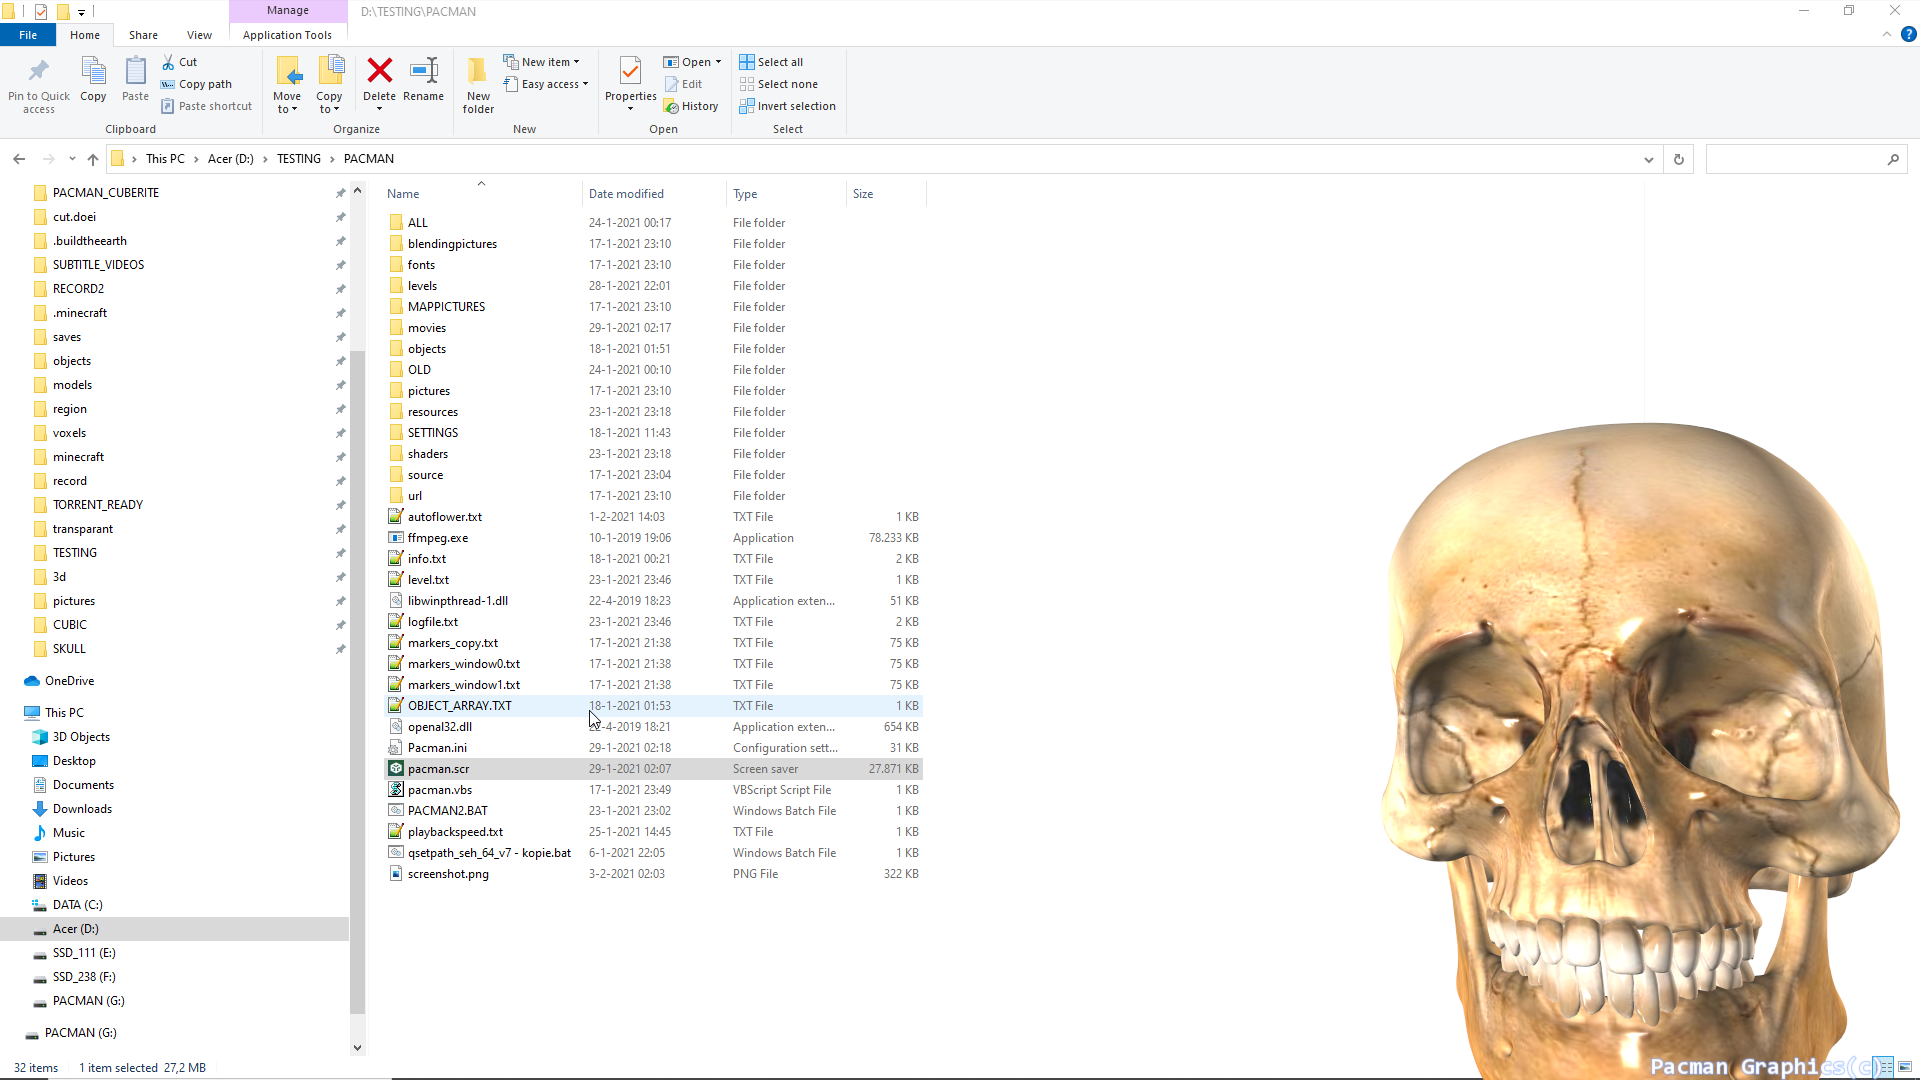 Manage
D:\TESTING\PACMAN
File
Home
Share
View
Application Tools
Pin to Quick access
Copy
Paste
Cut
Copy path
Paste shortcut
Clipboard
Move to
Copy to
Delete
Rename
Organize
New folder
New item
Easy access
New
Properties
Open
Edit
History
Open
Select all
Select none
Invert selection
Select
This PC > Acer (D:) > TESTING > PACMAN
PACMAN_CUBERITE
cut.doei
.buildtheearth
SUBTITLE_VIDEOS
RECORD2
.minecraft
saves
objects
models
region
voxels
minecraft
record
TORRENT_READY
transparant
TESTING
3d
pictures
CUBIC
SKULL
OneDrive
This PC
3D Objects
Desktop
Documents
Downloads
Music
Pictures
Videos
DATA (C:)
Acer (D:)
SSD_111 (E:)
SSD_238 (F:)
PACMAN (G:)
PACMAN (G:)
Name Date modified Type Size
ALL 24-1-2021 00:17 File folder
blendingpictures 17-1-2021 23:10 File folder
fonts 17-1-2021 23:10 File folder
levels 28-1-2021 22:01 File folder
MAPPICTURES 17-1-2021 23:10 File folder
movies 29-1-2021 02:17 File folder
objects 18-1-2021 01:51 File folder
OLD 24-1-2021 00:10 File folder
pictures 17-1-2021 23:10 File folder
resources 23-1-2021 23:18 File folder
SETTINGS 18-1-2021 11:43 File folder
shaders 23-1-2021 23:18 File folder
source 17-1-2021 23:04 File folder
url 17-1-2021 23:10 File folder
autoflower.txt 1-2-2021 14:03 TXT File 1 KB
ffmpeg.exe 10-1-2019 19:06 Application 78.233 KB
info.txt 18-1-2021 00:21 TXT File 2 KB
level.txt 23-1-2021 23:46 TXT File 1 KB
libwinpthread-1.dll 22-4-2019 18:23 Application exten... 51 KB
logfile.txt 23-1-2021 23:46 TXT File 2 KB
markers_copy.txt 17-1-2021 21:38 TXT File 75 KB
markers_window0.txt 17-1-2021 21:38 TXT File 75 KB
markers_window1.txt 17-1-2021 21:38 TXT File 75 KB
OBJECT_ARRAY.TXT 18-1-2021 01:53 TXT File 1 KB
openal32.dll 22-4-2019 18:21 Application exten... 654 KB
Pacman.ini 29-1-2021 02:18 Configuration sett... 31 KB
pacman.scr 29-1-2021 02:07 Screen saver 27.871 KB
pacman.vbs 17-1-2021 23:49 VBScript Script File 1 KB
PACMAN2.BAT 23-1-2021 23:02 Windows Batch File 1 KB
playbackspeed.txt 25-1-2021 14:45 TXT File 1 KB
qsetpath_seh_64_v7 - kopie.bat 6-1-2021 22:05 Windows Batch File 1 KB
screenshot.png 3-2-2021 02:03 PNG File 322 KB
32 items 1 item selected 27,2 MB
Pacman Graphics(c)